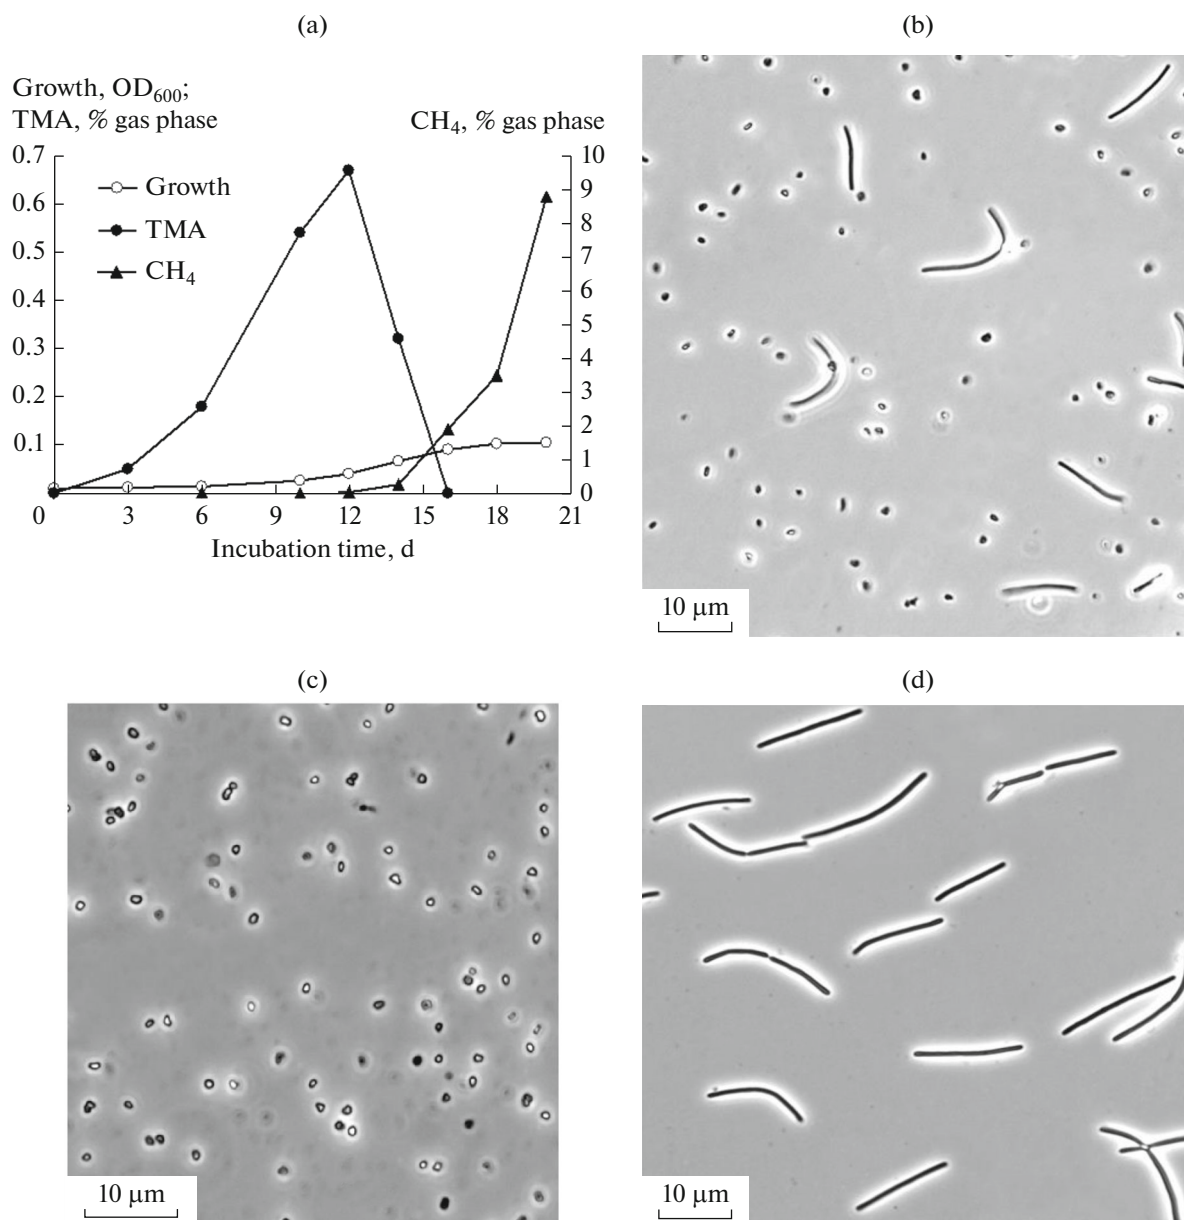 (a)
(b)
Growth, OD600;
TMA, % gas phase
CH4, % gas phase
0.7
0.6
0.5
0.4
0.3
0.2
0.1
0
Growth
TMA
CH4
10
9
8
7
6
5
4
3
2
1
0
3
6
9
12
15
18
21
Incubation time, d
10 µm
(c)
(d)
10 µm
10 µm